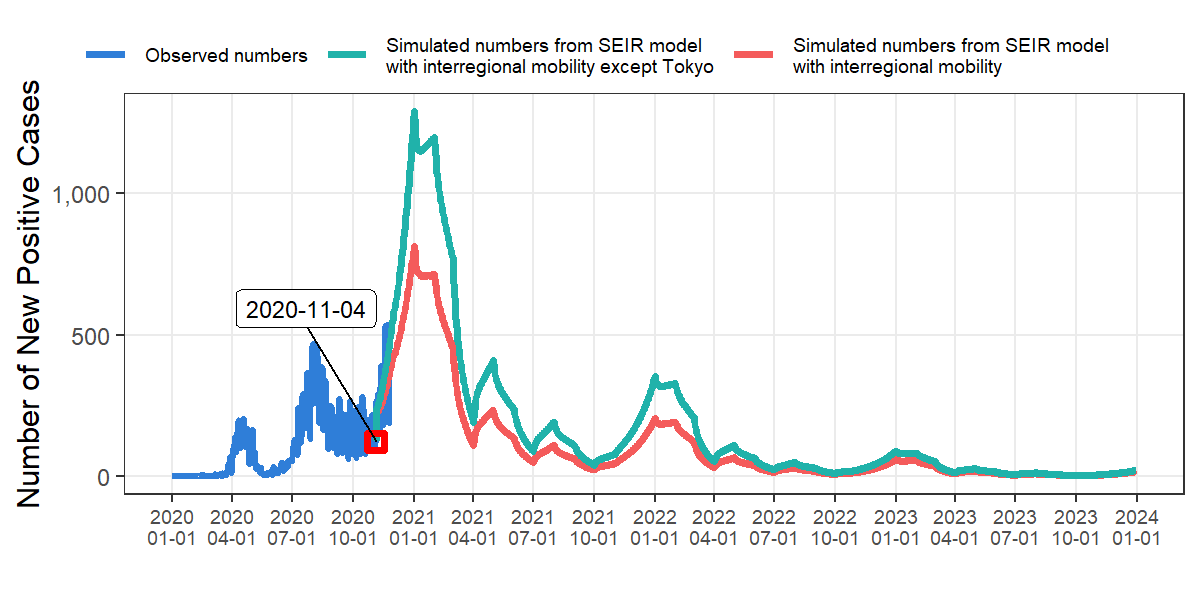 Observed numbers
Simulated numbers from SEIR model
with interregional mobility except Tokyo
Simulated numbers from SEIR model
with interregional mobility
Number of New Positive Cases
1,000
500
0
2020-11-04
2020 2020 2020 2020 2021 2021 2021 2021 2022 2022 2022 2022 2023 2023 2023 2023 2024
01-01 04-01 07-01 10-01 01-01 04-01 07-01 10-01 01-01 04-01 07-01 10-01 01-01 04-01 07-01 10-01 01-01